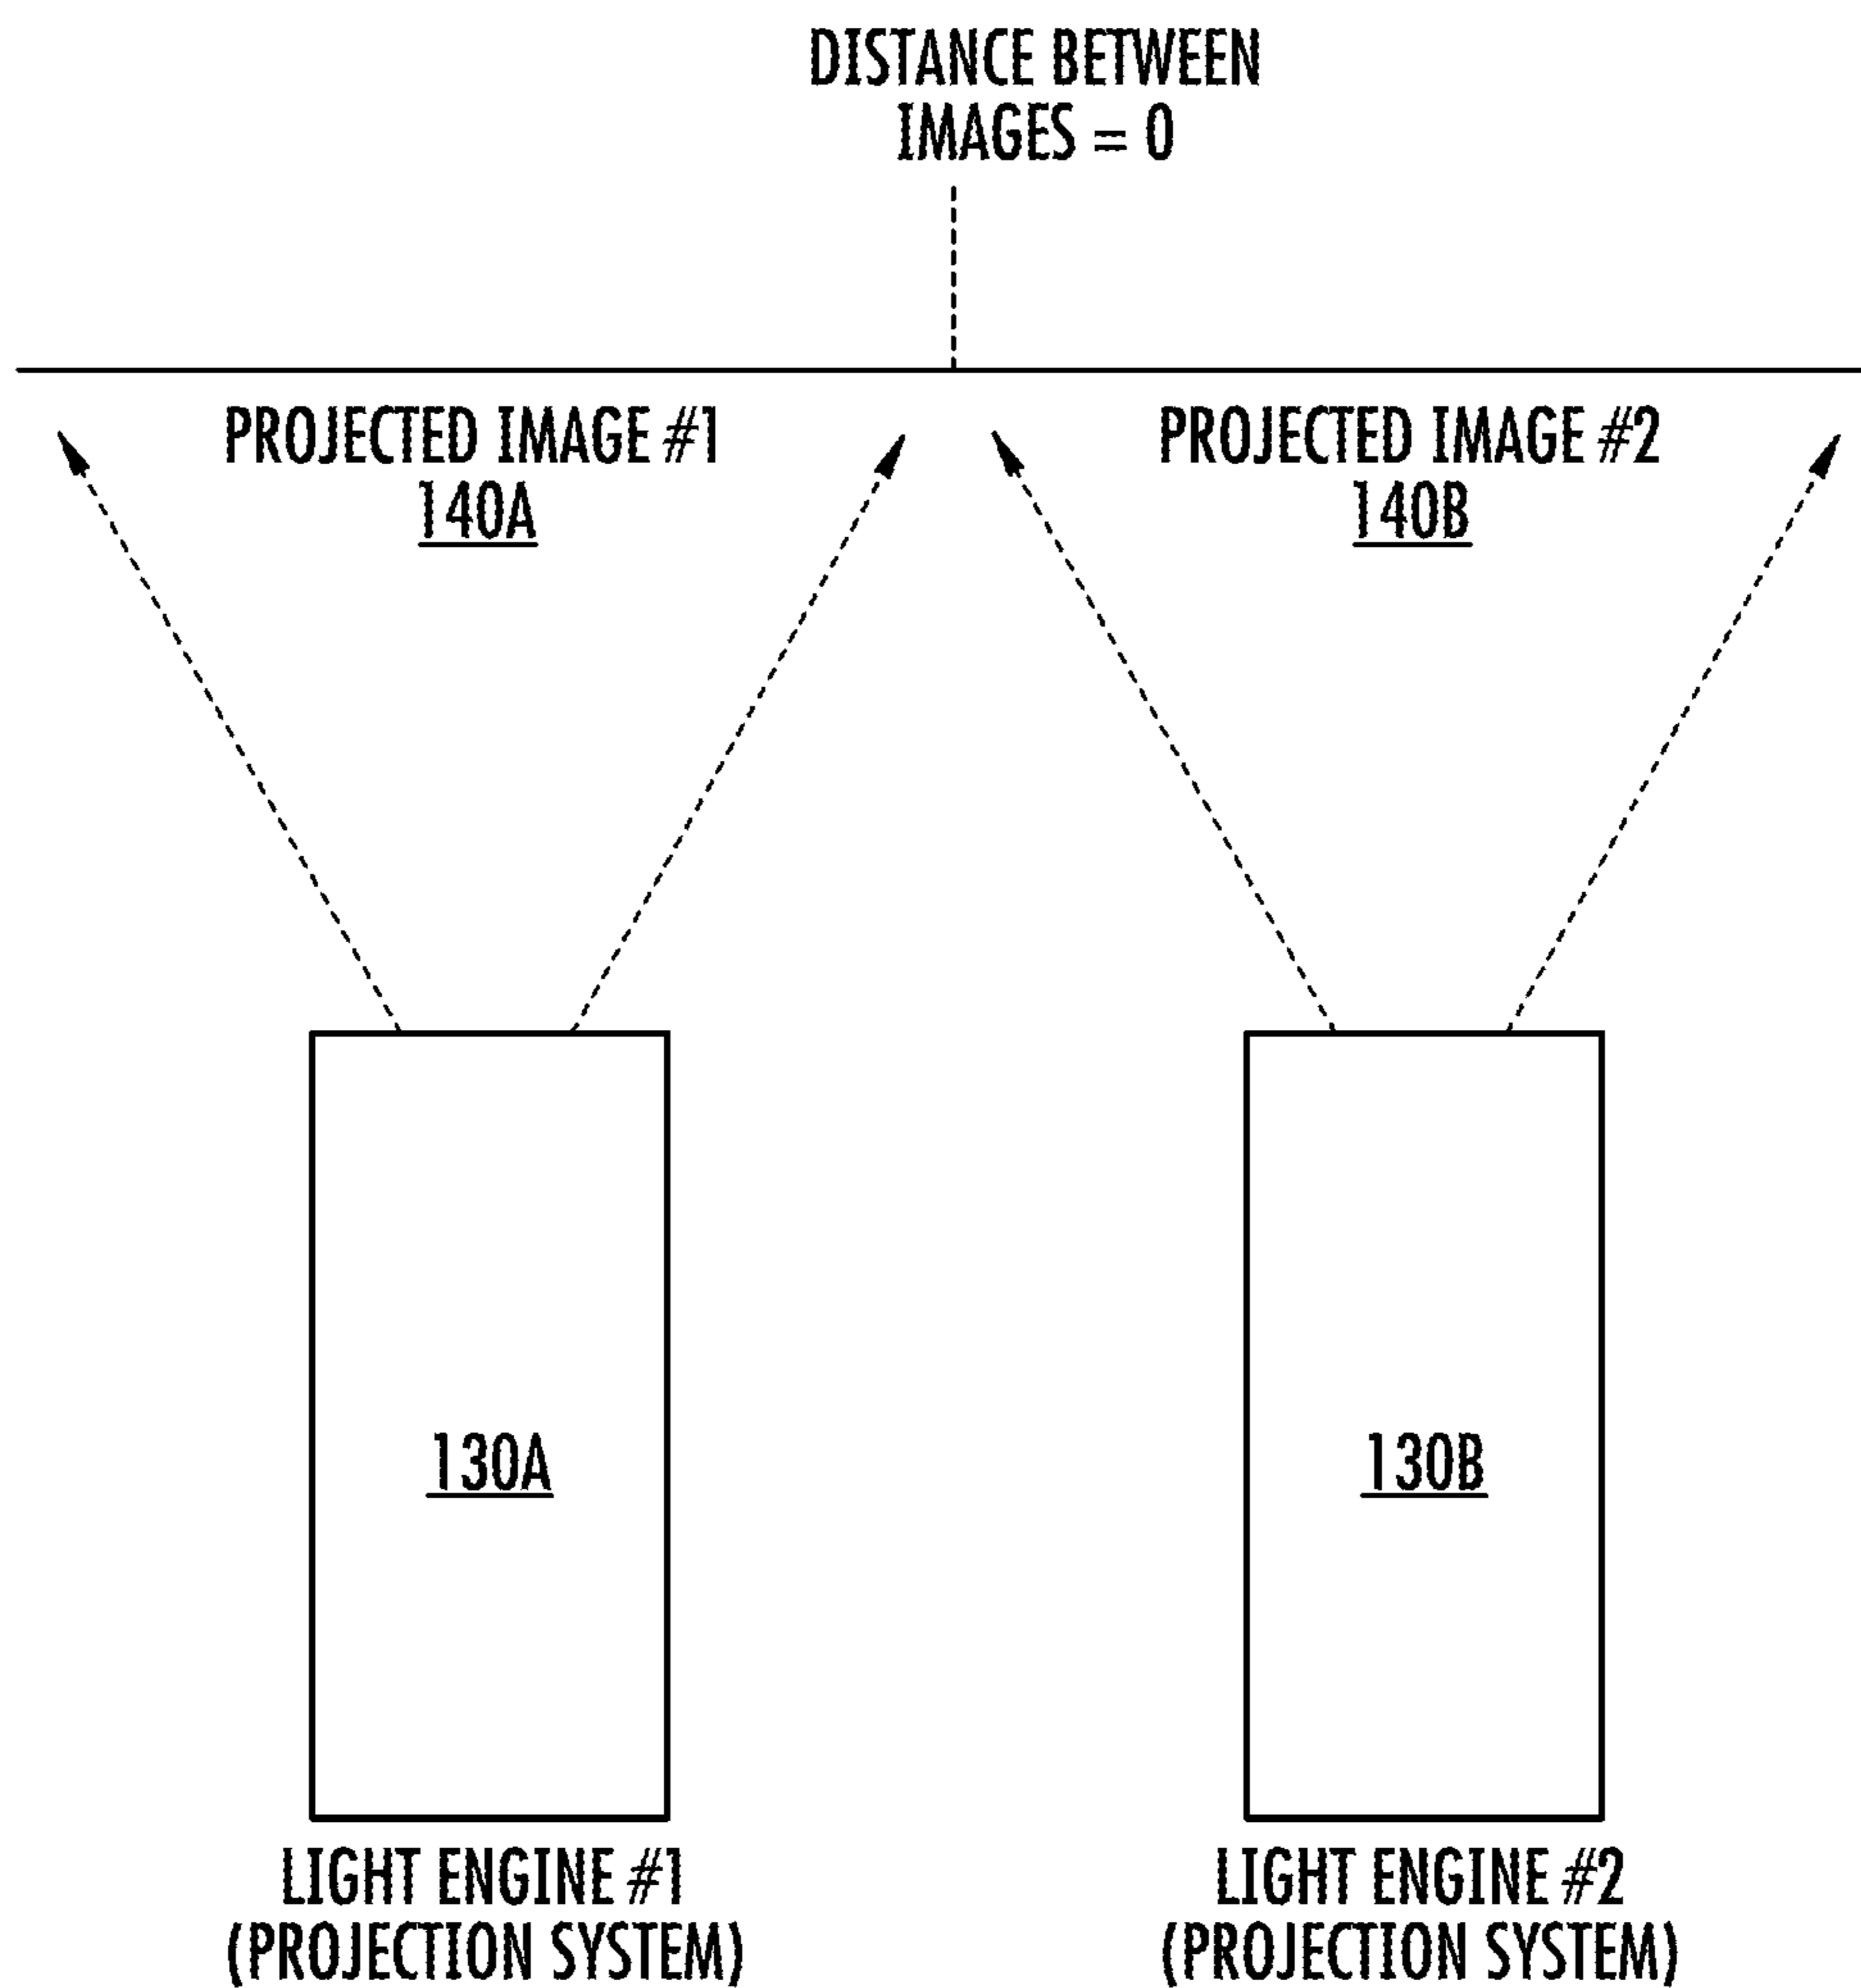 DISTANCE BETWEEN
IMAGES = 0
PROJECTED IMAGE #1
140A
PROJECTED IMAGE #2
140B
130A
130B
LIGHT ENGINE #1
(PROJECTION SYSTEM)
LIGHT ENGINE #2
(PROJECTION SYSTEM)